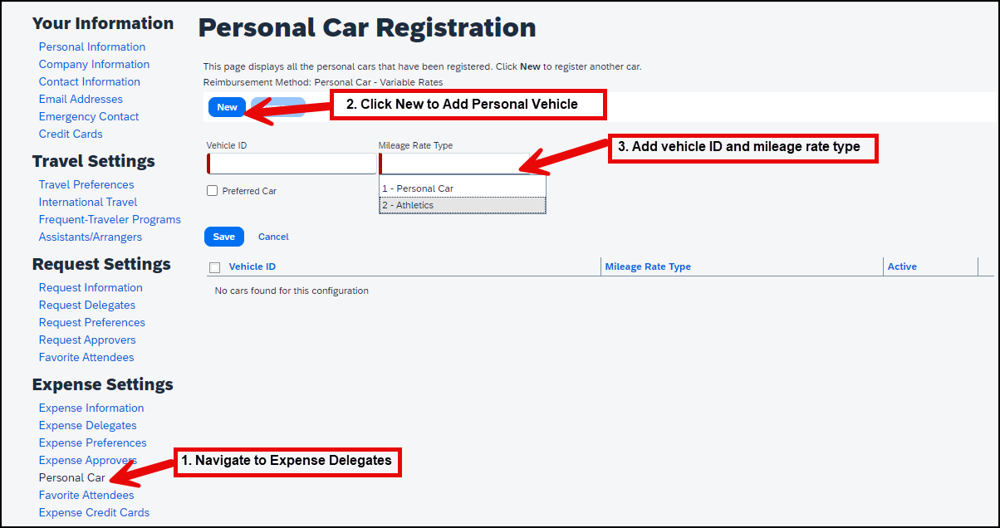 Your Information
Personal Information
Company Information
Contact Information
Email Addresses
Emergency Contact
Credit Cards
Travel Settings
Travel Preferences
International Travel
Frequent-Traveler Programs
Assistants/Arrangers
Request Settings
Request Information
Request Delegates
Request Preferences
Request Approvers
Favorite Attendees
Expense Settings
Expense Information
Expense Delegates
Expense Preferences
Expense Approvers
Personal Car
Favorite Attendees
Expense Credit Cards
1. Navigate to Expense Delegates
Personal Car Registration
This page displays all the personal cars that have been registered. Click New to register another car.
Reimbursement Method: Personal Car - Variable Rates
New
2. Click New to Add Personal Vehicle
3. Add vehicle ID and mileage rate type
Vehicle ID Mileage Rate Type
Preferred Car
1 - Personal Car
2 - Athletics
Save Cancel
Vehicle ID Mileage Rate Type Active
No cars found for this configuration